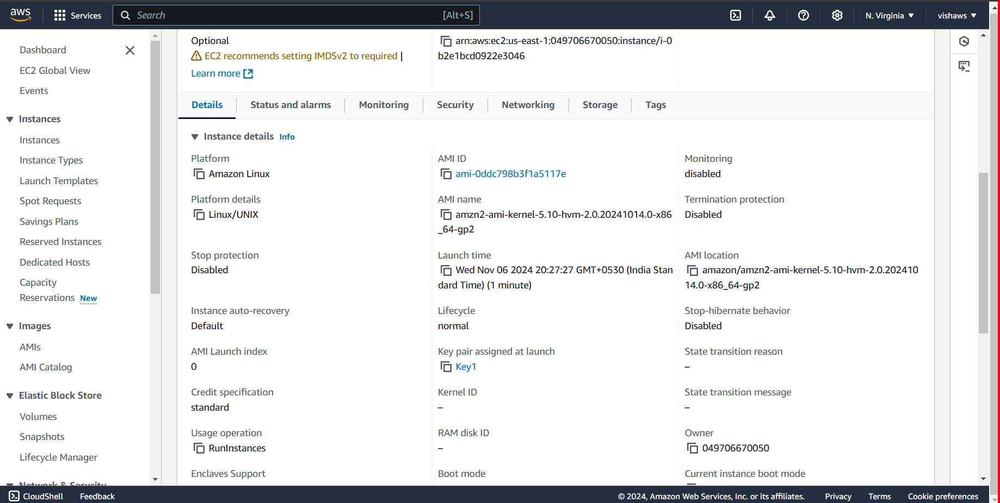 aws
Services
Search
[Alt+S]
N. Virginia
vishaws
Dashboard
EC2 Global View
Events
Instances
Instances
Instance Types
Launch Templates
Spot Requests
Savings Plans
Reserved Instances
Dedicated Hosts
Capacity
Reservations New
Images
AMIs
AMI Catalog
Elastic Block Store
Volumes
Snapshots
Lifecycle Manager
Network & Security
Optional
EC2 recommends setting IMDSv2 to required |
Learn more
arn:aws:ec2:us-east-1:049706670050:instance/i-0
b2e1bcd0922e3046
Details
Status and alarms
Monitoring
Security
Networking
Storage
Tags
Instance details Info
Platform
Amazon Linux
AMI ID
ami-0ddc798b3f1a5117e
Monitoring
disabled
Platform details
Linux/UNIX
AMI name
amzn2-ami-kernel-5.10-hvm-2.0.20241014.0-x86
_64-gp2
Termination protection
Disabled
Stop protection
Disabled
Launch time
Wed Nov 06 2024 20:27:27 GMT+0530 (India Stan
dard Time) (1 minute)
AMI location
amazon/amzn2-ami-kernel-5.10-hvm-2.0.202410
14.0-x86_64-gp2
Instance auto-recovery
Default
Lifecycle
normal
Stop-hibernate behavior
Disabled
AMI Launch index
0
Key pair assigned at launch
Key1
State transition reason
–
Credit specification
standard
Kernel ID
–
State transition message
–
Usage operation
RunInstances
RAM disk ID
–
Owner
049706670050
Enclaves Support
Boot mode
Current instance boot mode
CloudShell
Feedback
© 2024, Amazon Web Services, Inc. or its affiliates.
Privacy
Terms
Cookie preferences